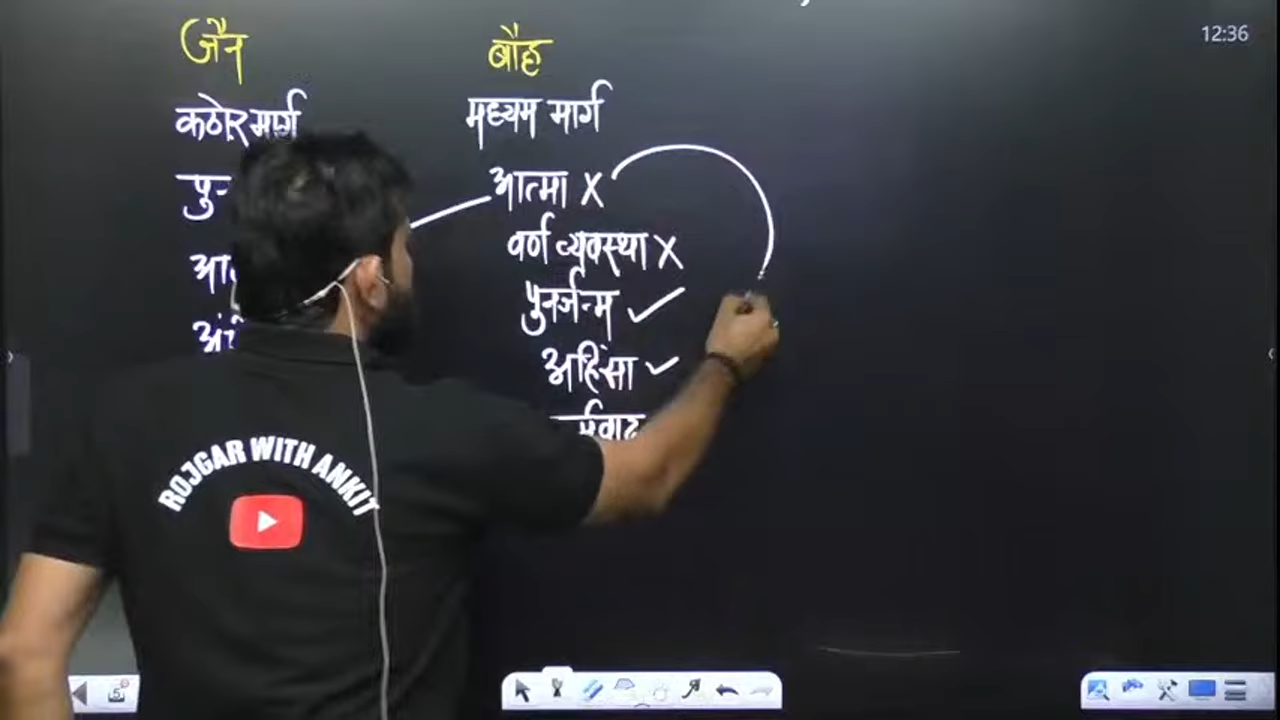 12:36
जैन
बौद्ध
कठोर मार्ग
मध्यम मार्ग
आत्मा X
वर्ण व्यवस्था X
पुनर्जन्म ✓
अहिंसा ✓
ROJGAR WITH ANKIT